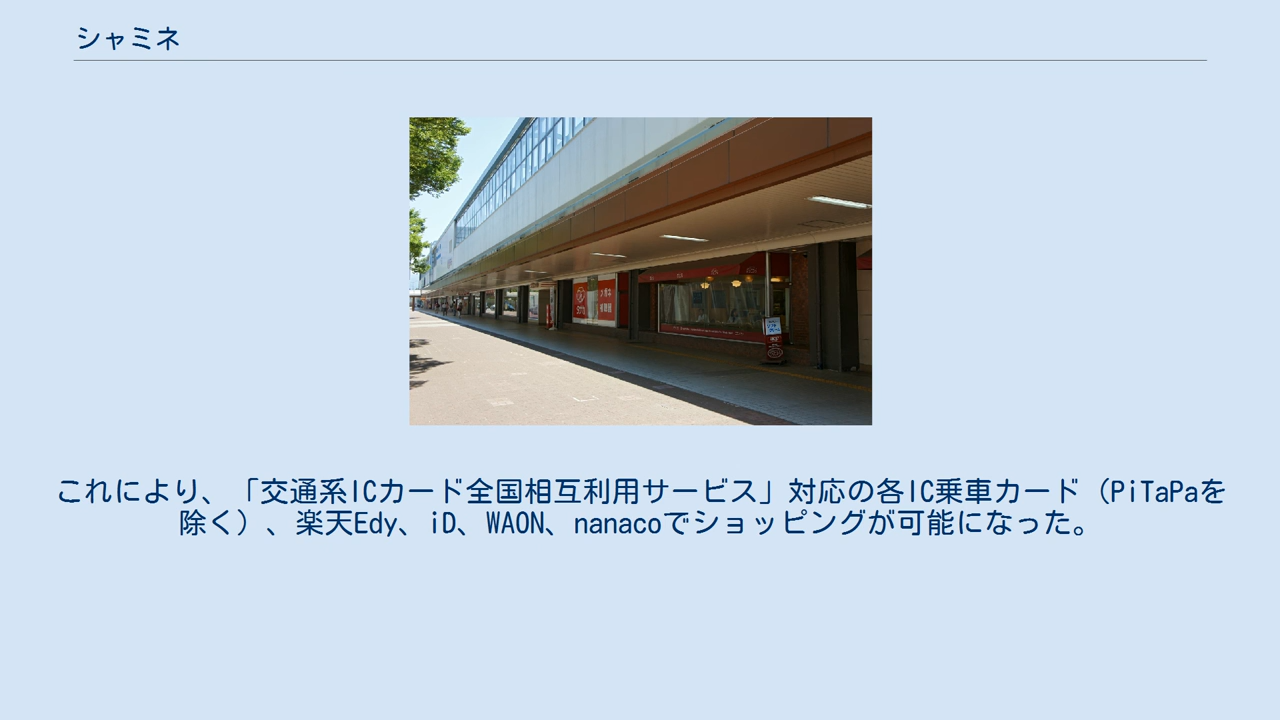 シャミネ
これにより、「交通系ICカード全国相互利用サービス」対応の各IC乗車カード（PiTaPaを
除く）、楽天Edy、iD、WAON、nanacoでショッピングが可能になった。